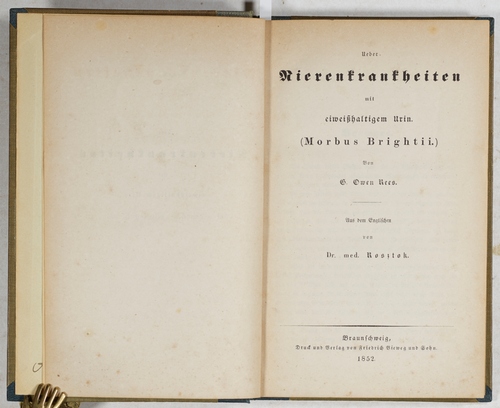 Ueber
Nierenkrankheiten
mit
eiweißhaltigem Urin.
(Morbus Brightii.)
Von
G. Owen Rees.
Aus dem Englischen
von
Dr. med. Rosztok.
Braunschweig,
Druck und Verlag von Friedrich Vieweg und Sohn.
1852.